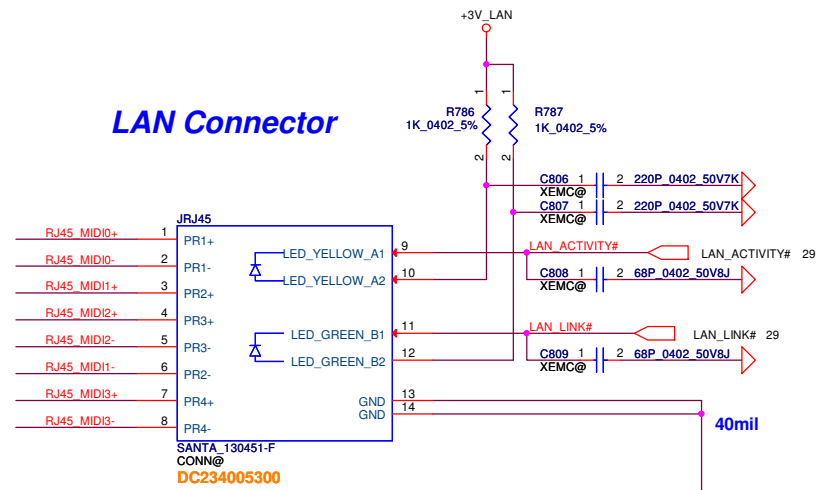 +3V_LAN
LAN Connector
1
1
R786
1K_0402_5%
R787
1K_0402_5%
2
2
C806 1 2 220P_0402_50V7K
XEMC@
C807 1 2 220P_0402_50V7K
XEMC@
JRJ45
RJ45_MIDI0+ 1 PR1+
RJ45_MIDI0- 2 PR1-
RJ45_MIDI1+ 3 PR2+
RJ45_MIDI2+ 4 PR3+
RJ45_MIDI2- 5 PR3-
RJ45_MIDI1- 6 PR2-
RJ45_MIDI3+ 7 PR4+
RJ45_MIDI3- 8 PR4-
LED_YELLOW_A1 9 LAN_ACTIVITY# LAN_ACTIVITY# 29
LED_YELLOW_A2 10
C808 1 2 68P_0402_50V8J
XEMC@
LED_GREEN_B1 11 LAN_LINK# LAN_LINK# 29
LED_GREEN_B2 12
C809 1 2 68P_0402_50V8J
XEMC@
GND 13
GND 14
40mil
SANTA_130451-F
CONN@
DC234005300